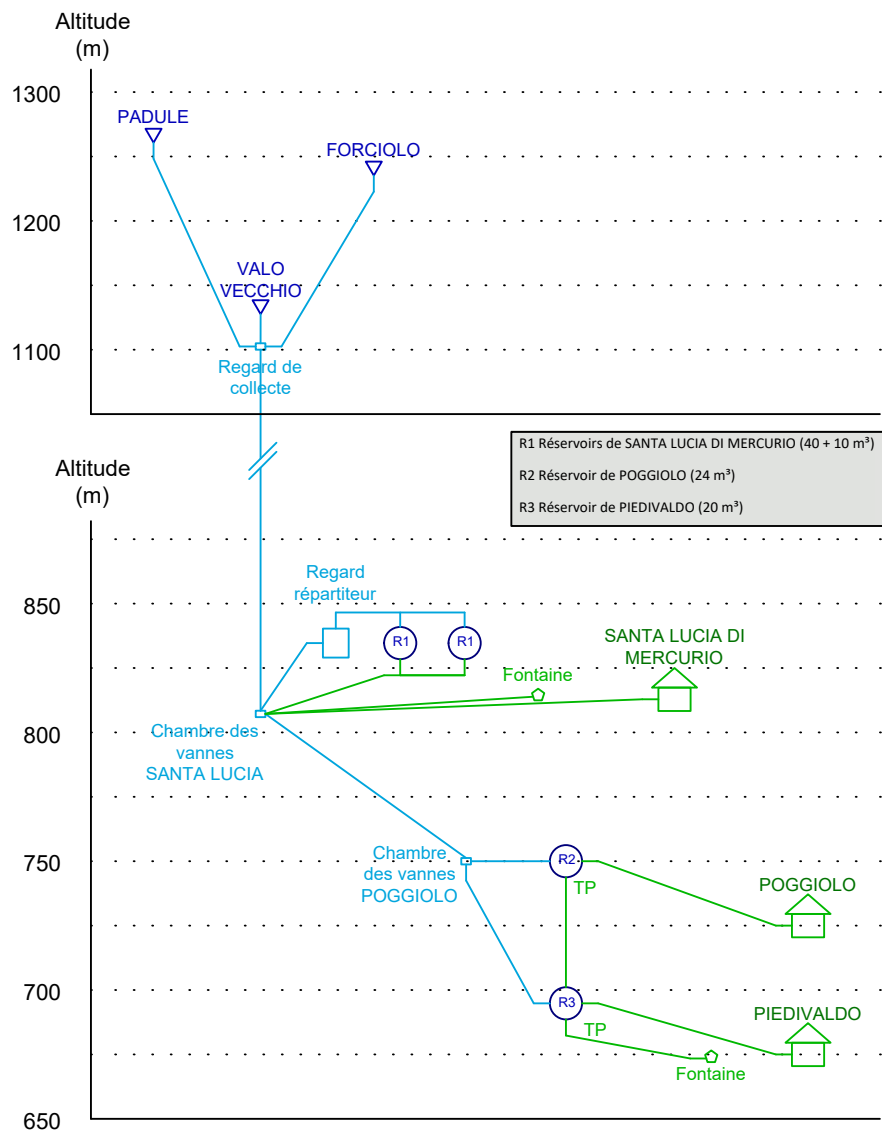 Altitude
(m)
1300
PADULE
FORCIOLO
1200
VALO
VECCHIO
1100
Regard de
collecte
R1 Réservoirs de SANTA LUCIA DI MERCURIO (40 + 10 m³)
R2 Réservoir de POGGIOLO (24 m³)
R3 Réservoir de PIEDIVALDO (20 m³)
Altitude
(m)
850
Regard
répartiteur
R1
R1
SANTA LUCIA DI
MERCURIO
Fontaine
800
Chambre des
vannes
SANTA LUCIA
750
Chambre
des vannes
POGGIOLO
R2
TP
POGGIOLO
700
R3
TP
PIEDIVALDO
Fontaine
650